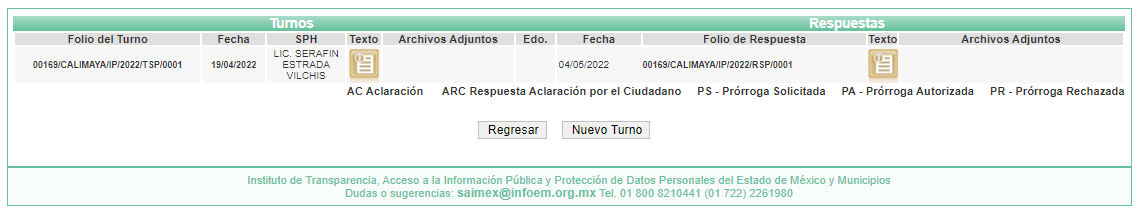 Turnos Respuestas
Folio del Turno Fecha SPH Texto Archivos Adjuntos Edo. Fecha Folio de Respuesta Texto Archivos Adjuntos
00169/CALIMAYA/IP/2022/TSP/0001 19/04/2022 LIC. SERAFIN ESTRADA VILCHIS 04/05/2022 00169/CALIMAYA/IP/2022/RSP/0001
AC Aclaración ARC Respuesta Aclaración por el Ciudadano PS - Prórroga Solicitada PA - Prórroga Autorizada PR - Prórroga Rechazada
Regresar Nuevo Turno
Instituto de Transparencia, Acceso a la Información Pública y Protección de Datos Personales del Estado de México y Municipios
Dudas o sugerencias: saimex@infoem.org.mx Tel. 01 800 8210441 (01 722) 2261980